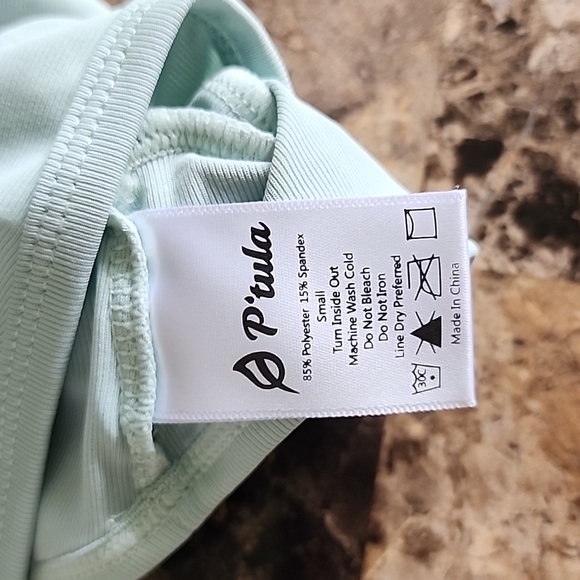 P'tula
85% Polyester 15% Spandex
Small
Turn Inside Out
Machine Wash Cold
Do Not Bleach
Do Not Iron
Line Dry Preferred
30C
Made In China